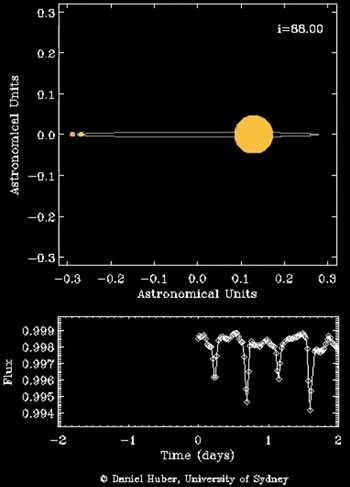 i=88.00
Astronomical Units
0.3
0.2
0.1
0.0
-0.1
-0.2
-0.3
-0.3 -0.2 -0.1 0.0 0.1 0.2 0.3
Astronomical Units
Flux
0.999
0.998
0.997
0.996
0.995
0.994
-2 -1 0 1 2
Time (days)
© Daniel Huber, University of Sydney